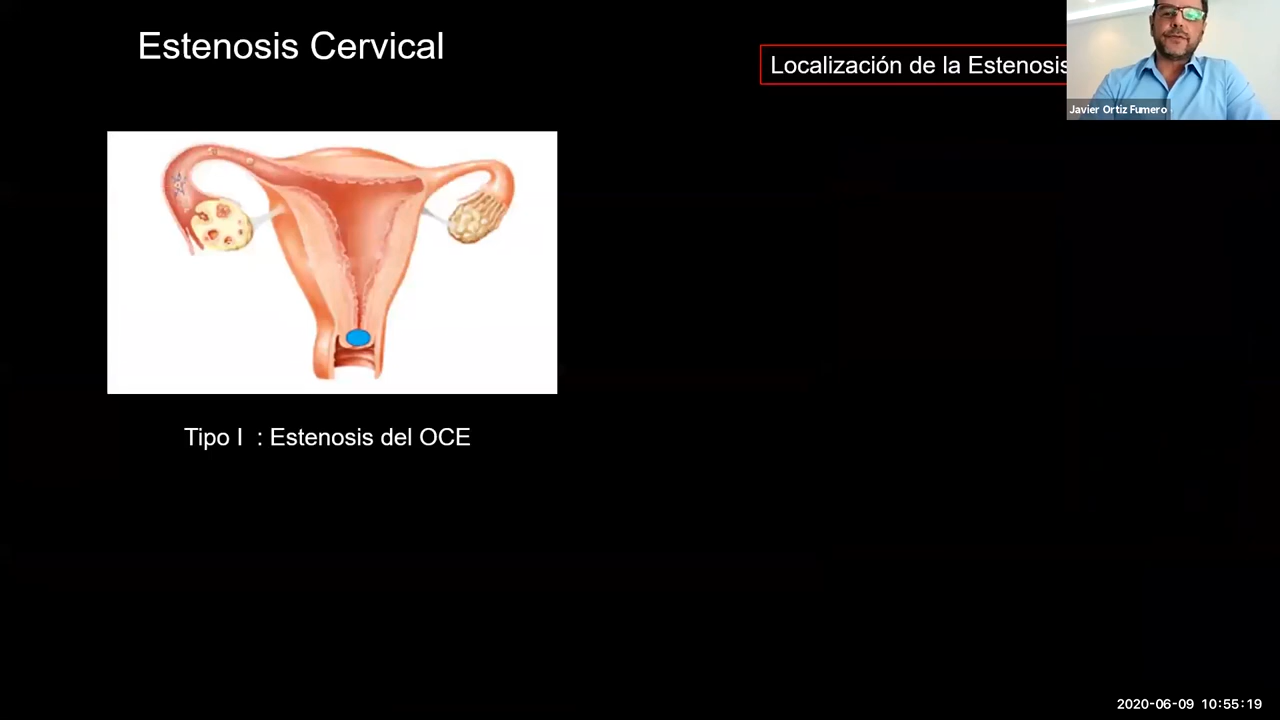 Estenosis Cervical
Localización de la Estenosis
Javier Ortiz Fumero
Tipo I : Estenosis del OCE
2020-06-09 10:55:19